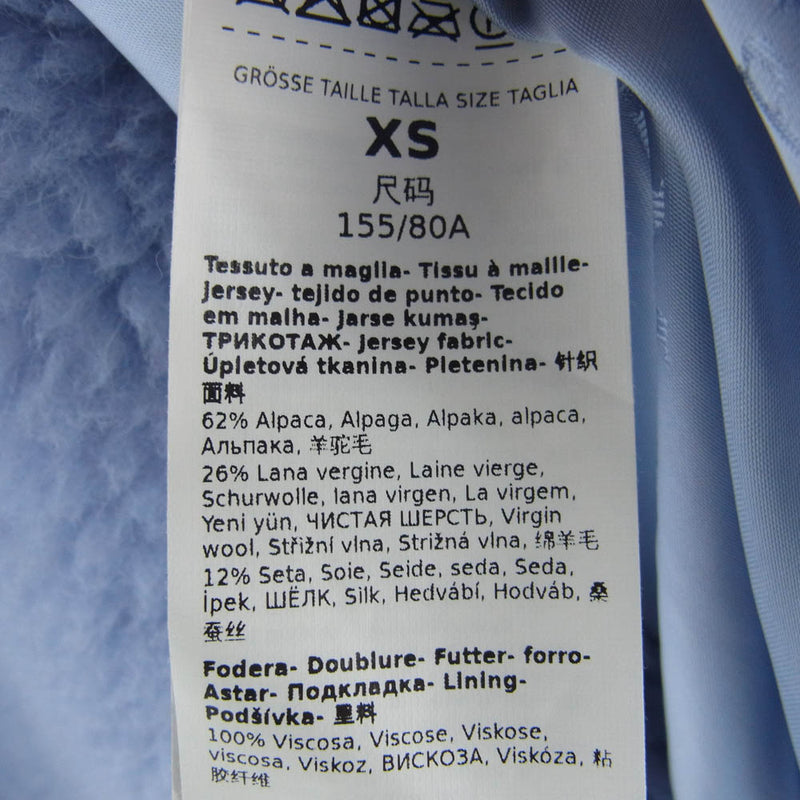 GRÖSSE TAILLE TALLA SIZE TAGLIA
XS
尺码
155/80A
Tessuto a maglia- Tissu à maille-
Jersey- tejido de punto- Tecido
em malha- Jarse kumaş-
ТРИКОТАЖ- Jersey fabric-
Úpletová tkanina- Pletenina- 针织
面料
62% Alpaca, Alpaga, Alpaka, alpaca,
Альпака, 羊驼毛
26% Lana vergine, Laine vierge,
Schurwolle, lana virgen, La virgem,
Yeni yün, ЧИСТАЯ ШЕРСТЬ, Virgin
wool, Střižní vlna, Strižná vlna, 绵羊毛
12% Seta, Soie, Seide, seda, Seda,
İpek, ШЁЛК, Silk, Hedvábí, Hodváb, 桑
蚕丝
Fodera- Doublure- Futter- forro-
Astar- Подкладка- Lining-
Podšívka- 里料
100% Viscosa, Viscose, Viskose,
viscosa, Viskoz, ВИСКОЗА, Viskóza, 粘
胶纤维